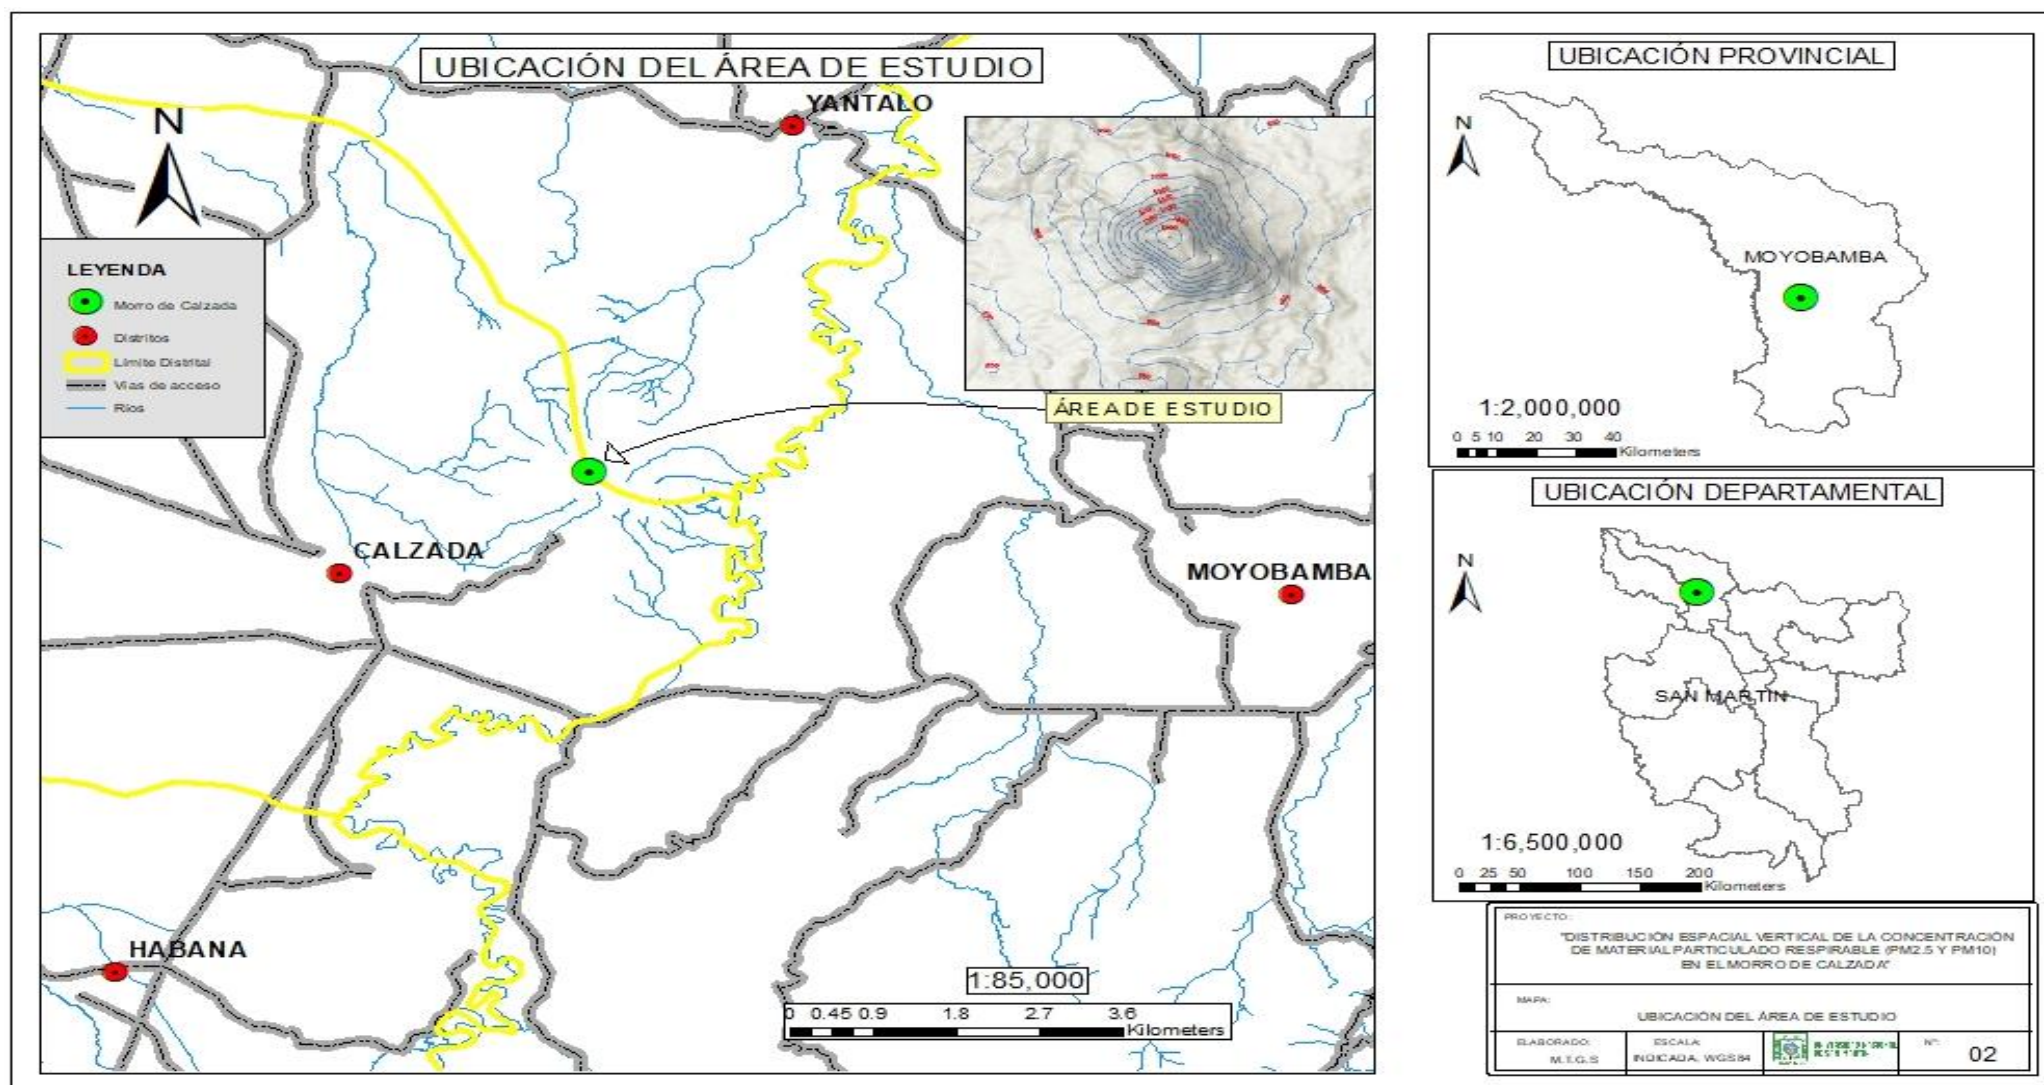 UBICACIÓN DEL ÁREA DE ESTUDIO
YANTALO
N
LEYENDA
Morro de Calzada
Distritos
Límite Distrital
Vías de acceso
Ríos
ÁREA DE ESTUDIO
CALZADA
MOYOBAMBA
HABANA
1:85,000
0 0.45 0.9 1.8 2.7 3.6
Kilometers
UBICACIÓN PROVINCIAL
N
MOYOBAMBA
1:2,000,000
0 5 10 20 30 40
Kilometers
UBICACIÓN DEPARTAMENTAL
N
SAN MARTÍN
1:6,500,000
0 25 50 100 150 200
Kilometers
PROYECTO:
"DISTRIBUCIÓN ESPACIAL VERTICAL DE LA CONCENTRACIÓN
DE MATERIAL PARTICULADO RESPIRABLE (PM2.5 Y PM10)
EN EL MORRO DE CALZADA"
MAPA:
UBICACIÓN DEL ÁREA DE ESTUDIO
ELABORADO:
M.T.G.S
ESCALA:
INDICADA, WGS84
N°:
02